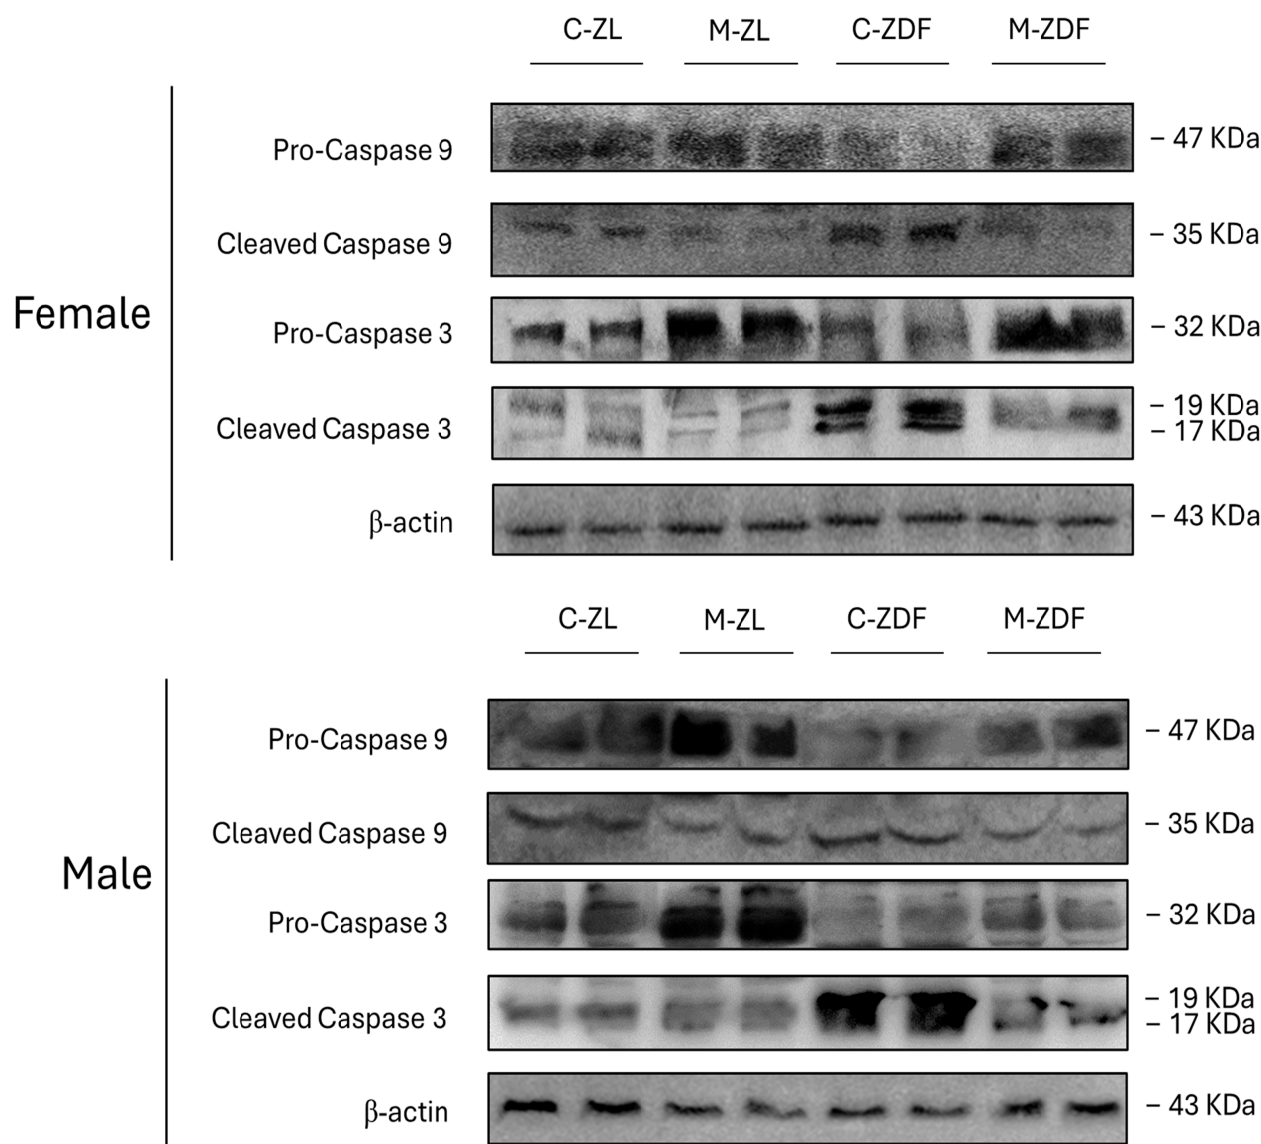 C-ZL M-ZL C-ZDF M-ZDF
Pro-Caspase 9 – 47 KDa
Cleaved Caspase 9 – 35 KDa
Female
Pro-Caspase 3 – 32 KDa
Cleaved Caspase 3 – 19 KDa
– 17 KDa
β-actin – 43 KDa
C-ZL M-ZL C-ZDF M-ZDF
Pro-Caspase 9 – 47 KDa
Cleaved Caspase 9 – 35 KDa
Male
Pro-Caspase 3 – 32 KDa
Cleaved Caspase 3 – 19 KDa
– 17 KDa
β-actin – 43 KDa